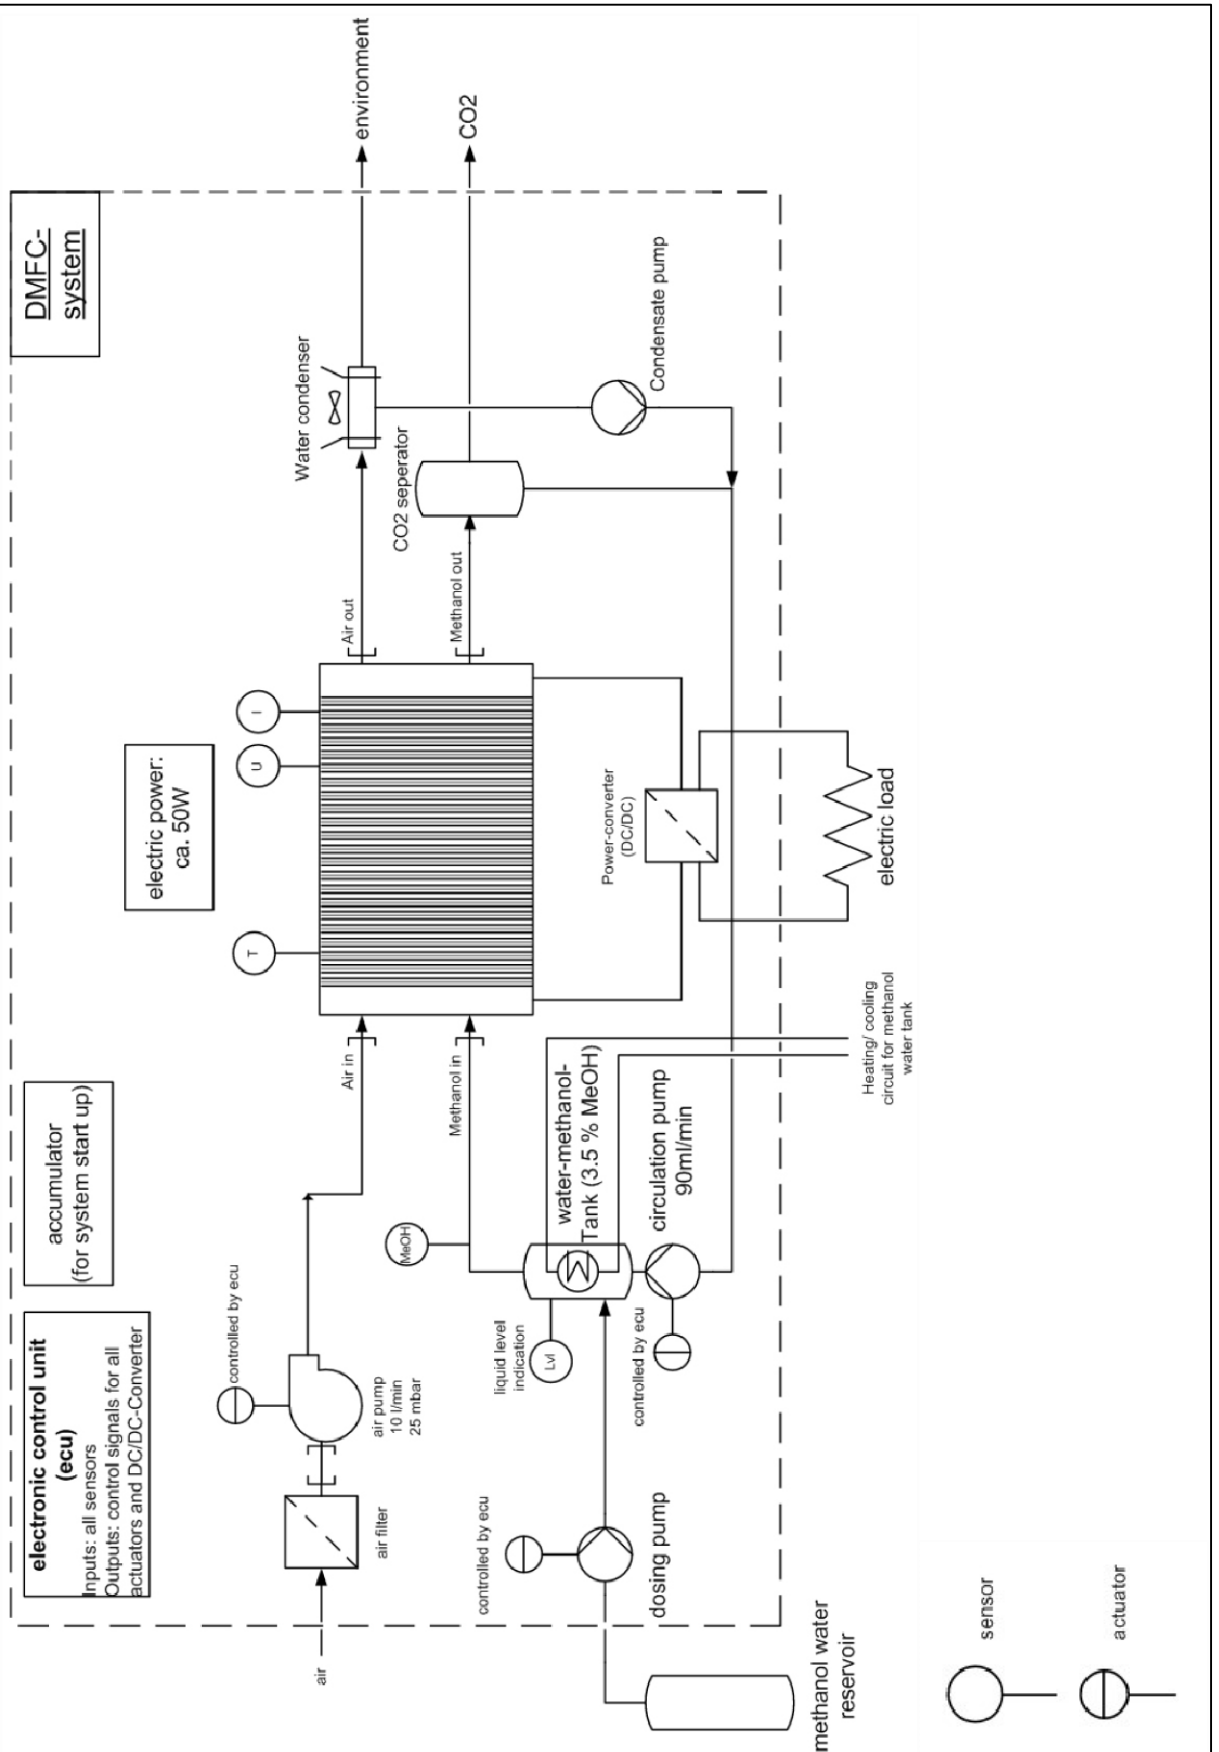 DMFC-
system
environment
CO2
Water condenser
CO2 seperator
Condensate pump
Air out
Methanol out
electric power:
ca. 50W
I
U
T
Power-converter
(DC/DC)
electric load
Heating/ cooling
circuit for methanol
water tank
accumulator
(for system start up)
Air in
Methanol in
MeOH
water-methanol-
Tank (3.5 % MeOH)
circulation pump
90ml/min
electronic control unit
(ecu)
Inputs: all sensors
Outputs: control signals for all
actuators and DC/DC-Converter
controlled by ecu
air pump
10 l/min
25 mbar
air filter
air
liquid level
indication
Lvl
controlled by ecu
controlled by ecu
dosing pump
methanol water
reservoir
sensor
actuator